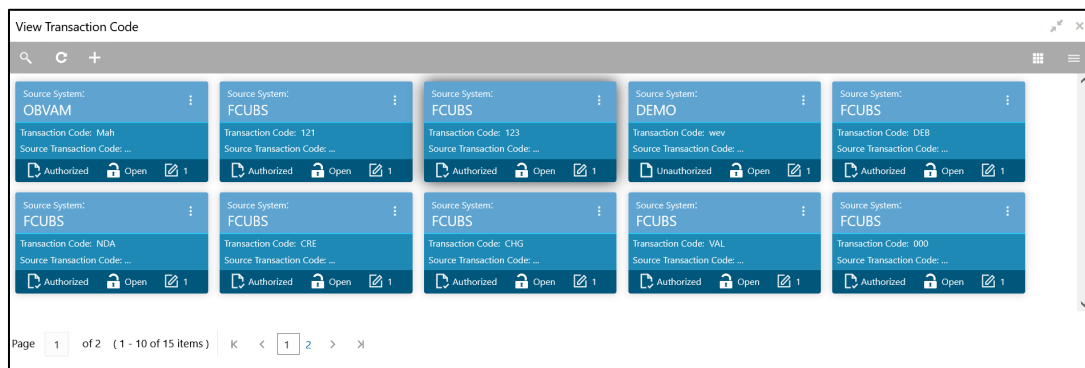 View Transaction Code
Source System:
OBVAM
Transaction Code: Mah
Source Transaction Code: ...
Authorized Open 1
Source System:
FCUBS
Transaction Code: 121
Source Transaction Code: ...
Authorized Open 1
Source System:
FCUBS
Transaction Code: 123
Source Transaction Code: ...
Authorized Open 1
Source System:
DEMO
Transaction Code: wev
Source Transaction Code: ...
Unauthorized Open 1
Source System:
FCUBS
Transaction Code: DEB
Source Transaction Code: ...
Authorized Open 1
Source System:
FCUBS
Transaction Code: NDA
Source Transaction Code: ...
Authorized Open 1
Source System:
FCUBS
Transaction Code: CRE
Source Transaction Code: ...
Authorized Open 1
Source System:
FCUBS
Transaction Code: CHG
Source Transaction Code: ...
Authorized Open 1
Source System:
FCUBS
Transaction Code: VAL
Source Transaction Code: ...
Authorized Open 1
Source System:
FCUBS
Transaction Code: 000
Source Transaction Code: ...
Authorized Open 1
Page 1 of 2 ( 1 - 10 of 15 items ) 1 2